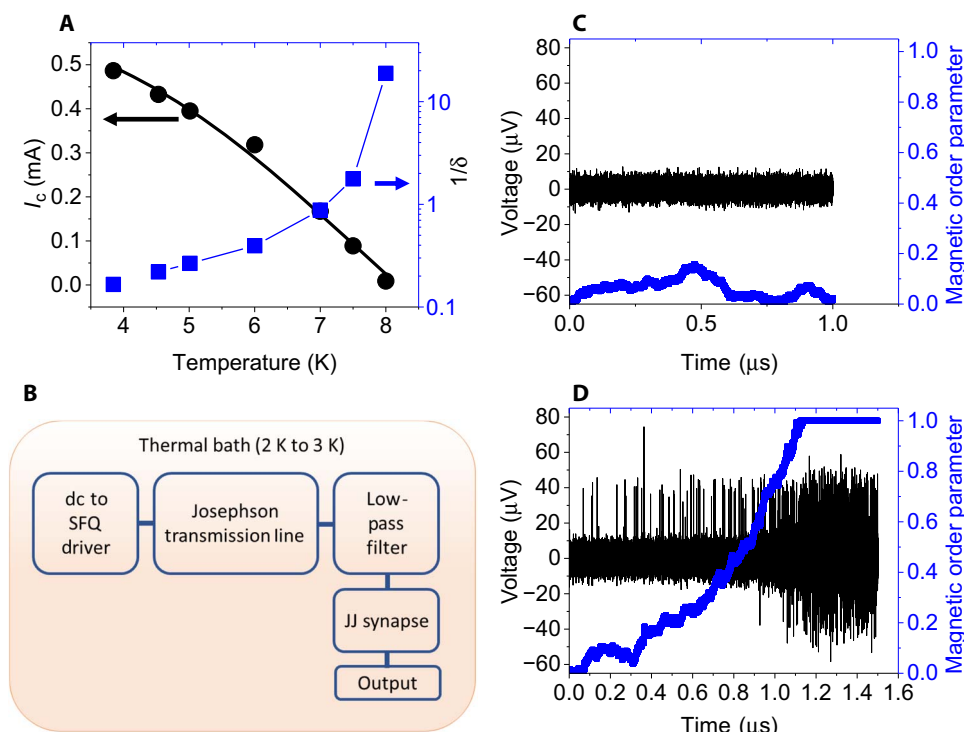 A
0.5
0.4
0.3
0.2
0.1
0.0
I_c (mA)
10
1
0.1
1/δ
4 5 6 7 8
Temperature (K)
B
Thermal bath (2 K to 3 K)
dc to
SFQ
driver
Josephson
transmission line
Low-
pass
filter
JJ synapse
Output
C
80
60
40
20
0
−20
−40
−60
Voltage (μV)
1.0
0.8
0.6
0.4
0.2
0.0
Magnetic order parameter
0.0 0.5 1.0
Time (μs)
D
80
60
40
20
0
−20
−40
−60
Voltage (μV)
1.0
0.8
0.6
0.4
0.2
0.0
Magnetic order parameter
0.0 0.2 0.4 0.6 0.8 1.0 1.2 1.4 1.6
Time (μs)